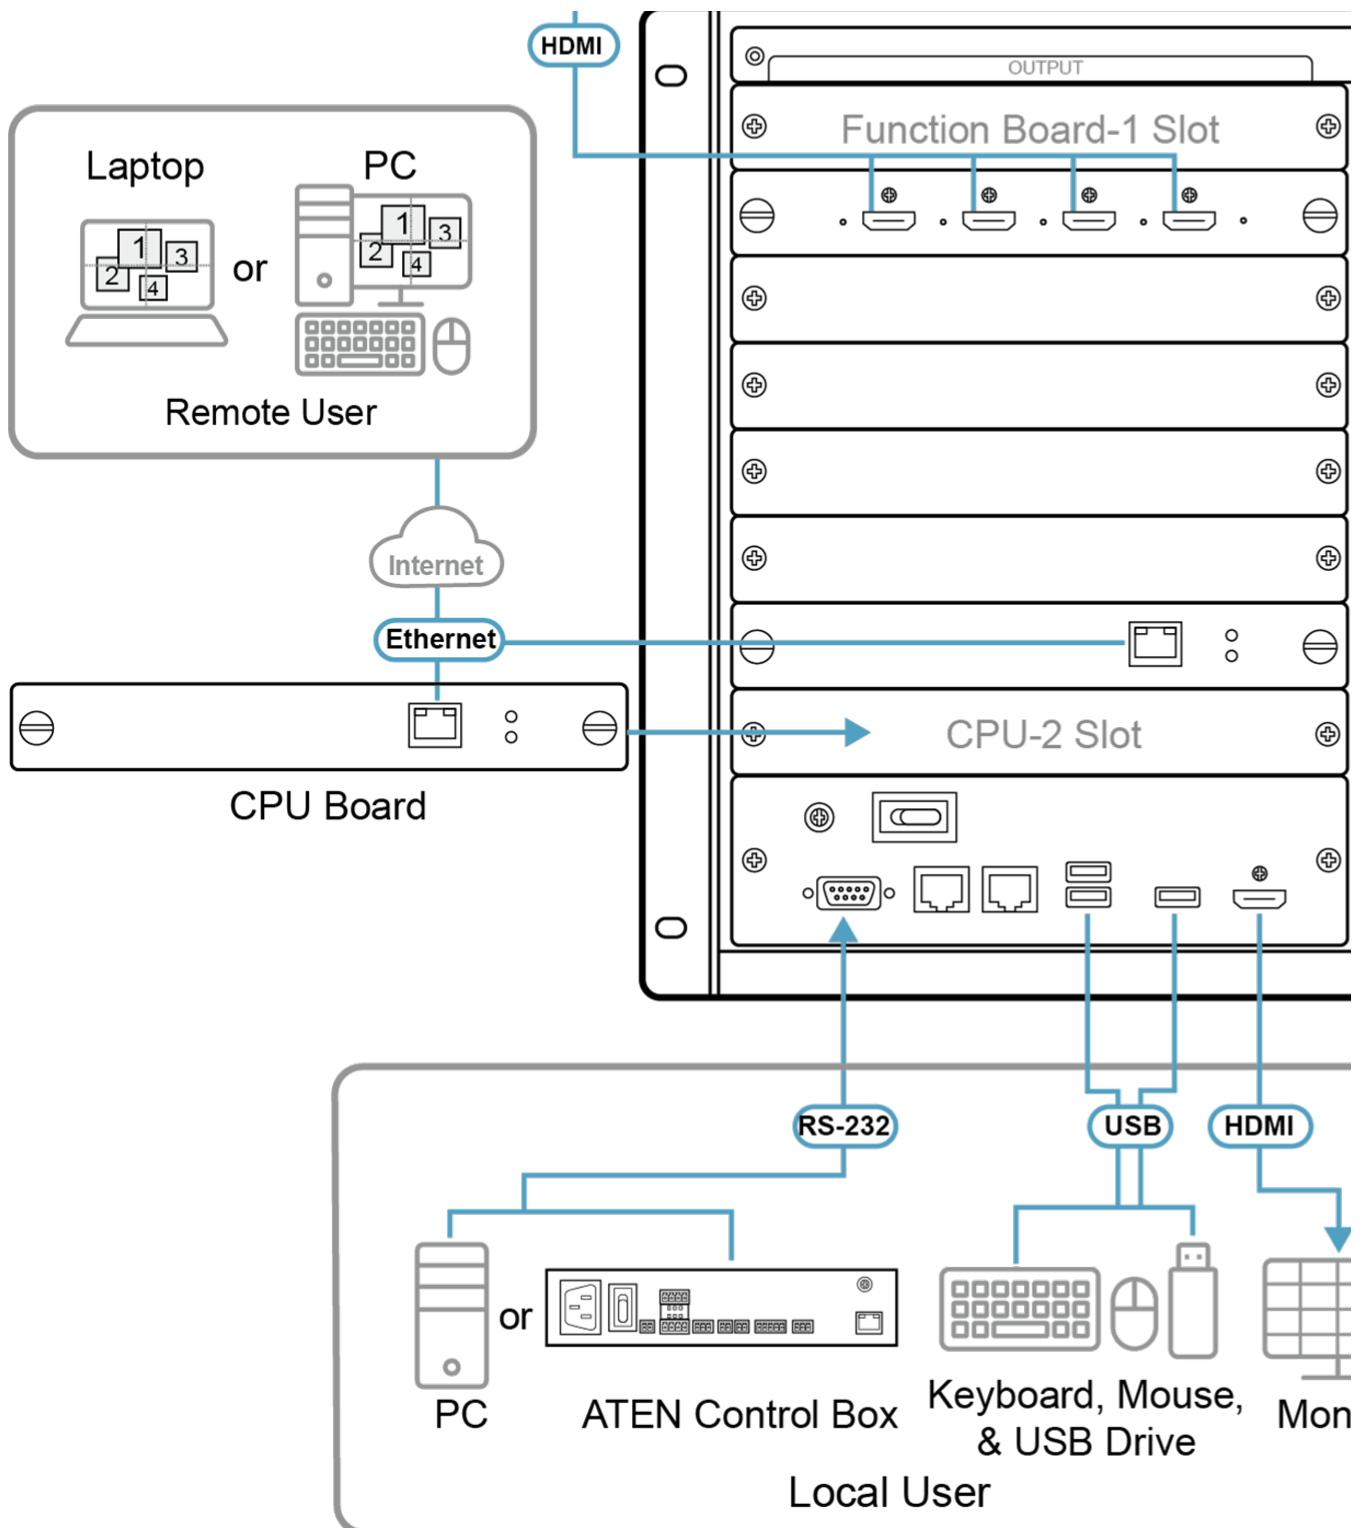 HDMI
OUTPUT
Function Board-1 Slot
Laptop
PC
1
2
3
4
or
1
2
3
4
Remote User
Internet
Ethernet
CPU-2 Slot
CPU Board
RS-232
USB
HDMI
or
PC
ATEN Control Box
Keyboard, Mouse,
& USB Drive
Mon
Local User